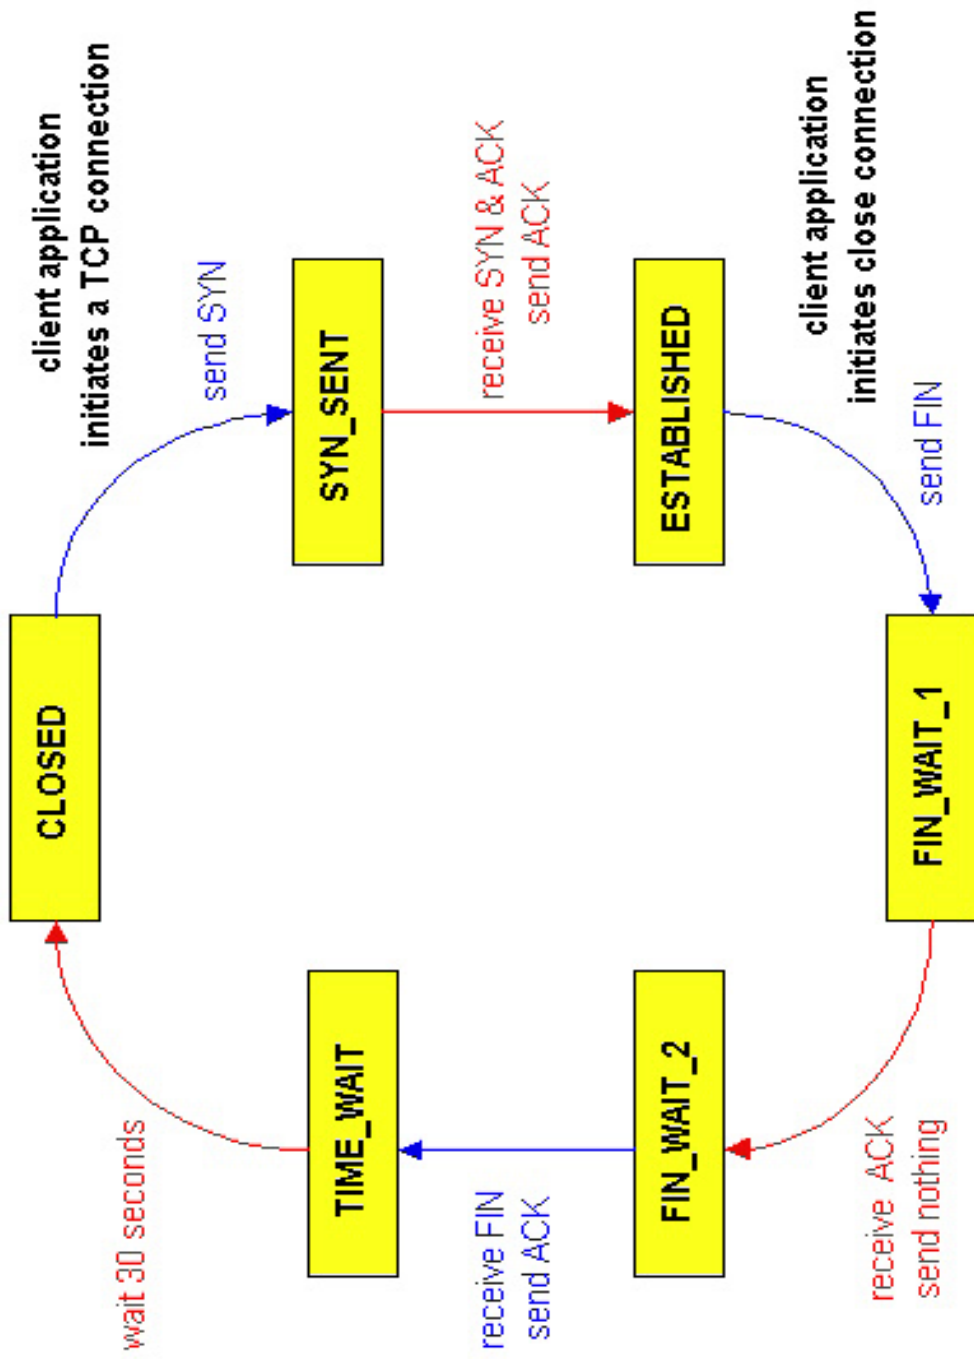 client application
initiates a TCP connection
send SYN
SYN_SENT
receive SYN & ACK
send ACK
ESTABLISHED
client application
initiates close connection
send FIN
FIN_WAIT_1
receive ACK
send nothing
FIN_WAIT_2
receive FIN
send ACK
TIME_WAIT
wait 30 seconds
CLOSED